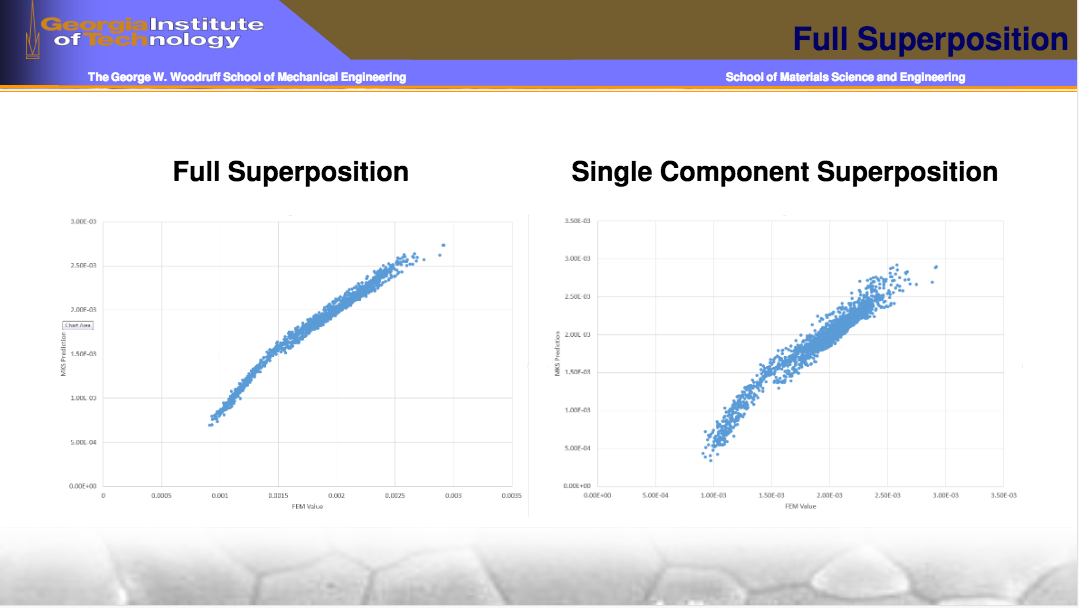 Georgia Institute
of Technology
Full Superposition
The George W. Woodruff School of Mechanical Engineering
School of Materials Science and Engineering
Full Superposition
Single Component Superposition
3.00E-03
2.50E-03
2.00E-03
Chart Area
1.50E-03
1.00E-03
5.00E-04
0.00E+00
MKS Prediction
0
0.0005
0.001
0.0015
0.002
0.0025
0.003
0.0035
FEM Value
3.50E-03
3.00E-03
2.50E-03
2.00E-03
1.50E-03
1.00E-03
5.00E-04
0.00E+00
MKS Prediction
0.00E+00
5.00E-04
1.00E-03
1.50E-03
2.00E-03
2.50E-03
3.00E-03
3.50E-03
FEM Value